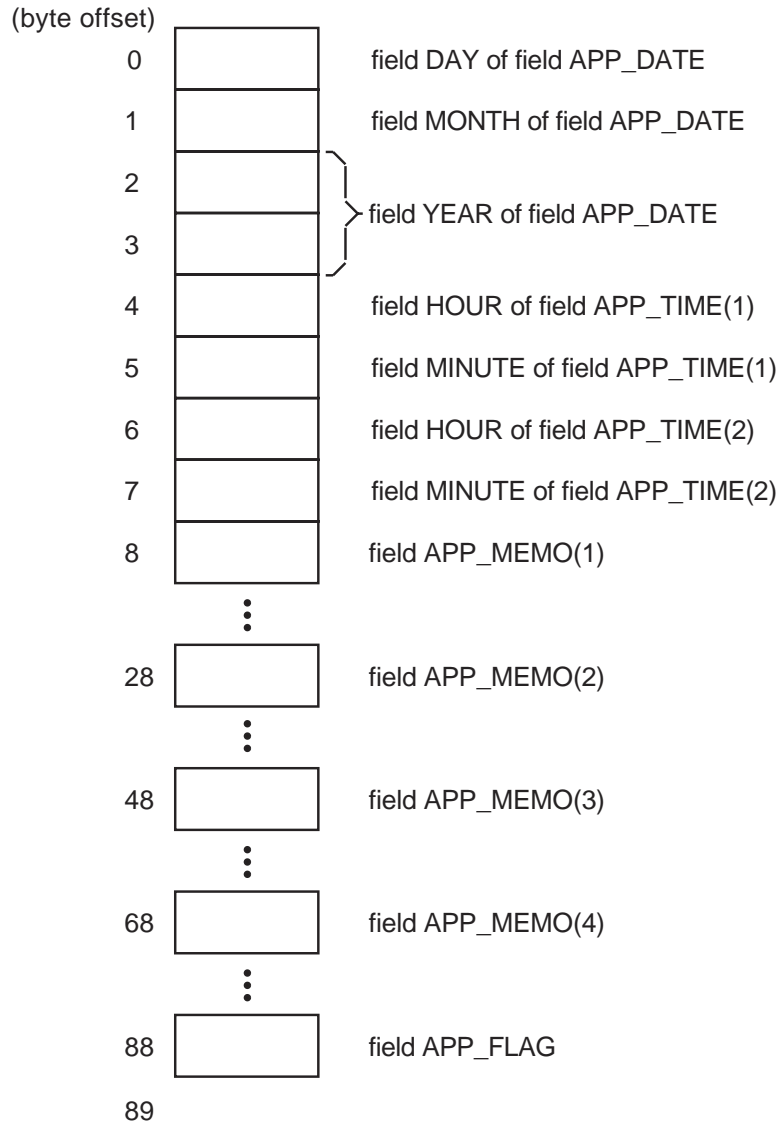 (byte offset)
0 field DAY of field APP_DATE
1 field MONTH of field APP_DATE
2
field YEAR of field APP_DATE
3
4 field HOUR of field APP_TIME(1)
5 field MINUTE of field APP_TIME(1)
6 field HOUR of field APP_TIME(2)
7 field MINUTE of field APP_TIME(2)
8 field APP_MEMO(1)
28 field APP_MEMO(2)
48 field APP_MEMO(3)
68 field APP_MEMO(4)
88 field APP_FLAG
89